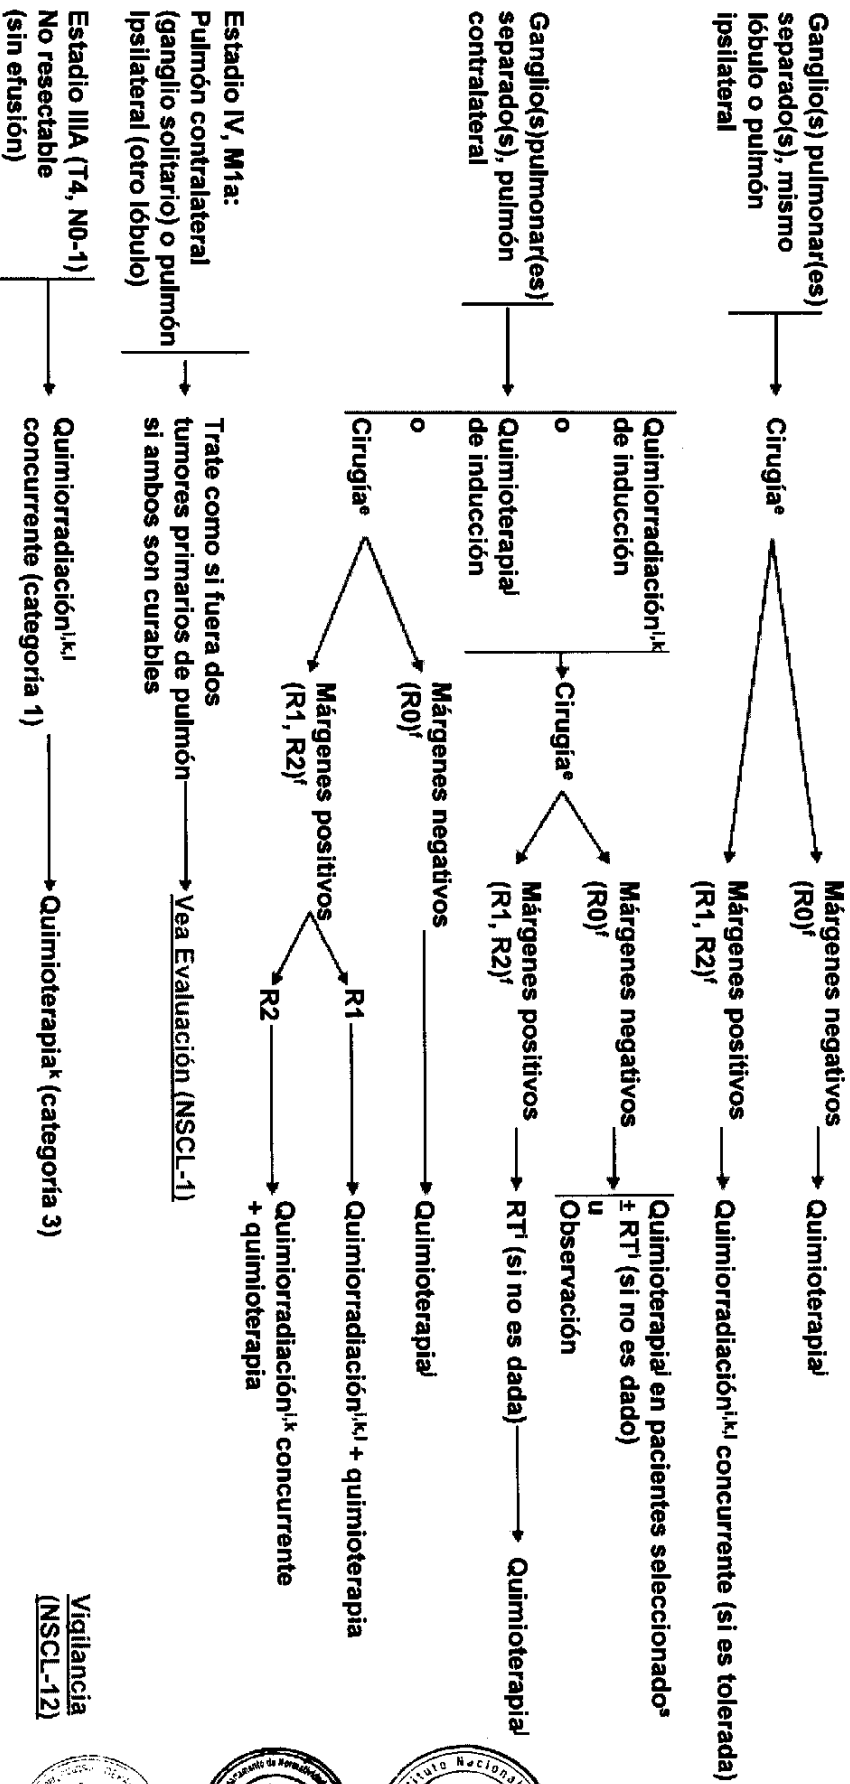 Ganglio(s) pulmonar(es)
separado(s), mismo
lóbulo o pulmón
ipsilateral
Cirugíaᵉ
Márgenes negativos
(R0)ᶠ
Quimioterapiaʲ
Márgenes positivos
(R1, R2)ᶠ
Quimiorradiaciónⁱ,ᵏ,ˡ concurrente (si es tolerada)
Ganglio(s)pulmonar(es)
separado(s), pulmón
contralateral
Quimiorradiaciónⁱ,ᵏ
de inducción
o
Quimioterapiaʲ
de inducción
o
Cirugíaᵉ
Cirugíaᵉ
Márgenes negativos
(R0)ᶠ
Quimioterapiaʲ en pacientes seleccionadoˢ
± RTⁱ (si no es dado)
u
Observación
Márgenes positivos
(R1, R2)ᶠ
RTⁱ (si no es dada)
Quimioterapiaʲ
Márgenes negativos
(R0)ᶠ
Quimioterapiaʲ
Márgenes positivos
(R1, R2)ᶠ
R1
Quimiorradiaciónⁱ,ᵏ,ˡ + quimioterapia
R2
Quimiorradiaciónⁱ,ᵏ concurrente
+ quimioterapia
Estadio IV, M1a:
Pulmón contralateral
(ganglio solitario) o pulmón
Ipsilateral (otro lóbulo)
Trate como si fuera dos
tumores primarios de pulmón
si ambos son curables
Vea Evaluación (NSCL-1)
Estadio IIIA (T4, N0-1)
No resectable
(sin efusión)
Quimiorradiaciónⁱ,ᵏ,ˡ
concurrente (categoría 1)
Quimioterapiaᵏ (categoría 3)
Vigilancia
(NSCL-12)